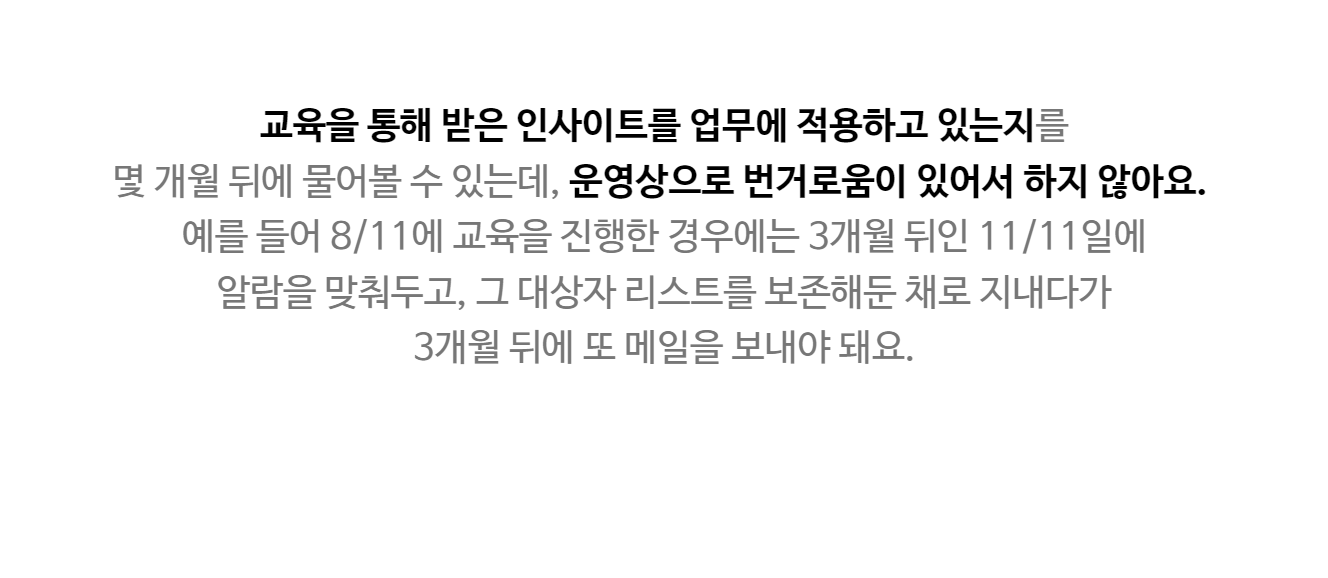 교육을 통해 받은 인사이트를 업무에 적용하고 있는지를
몇 개월 뒤에 물어볼 수 있는데, 운영상으로 번거로움이 있어서 하지 않아요.
예를 들어 8/11에 교육을 진행한 경우에는 3개월 뒤인 11/11일에
알람을 맞춰두고, 그 대상자 리스트를 보존해둔 채로 지내다가
3개월 뒤에 또 메일을 보내야 돼요.